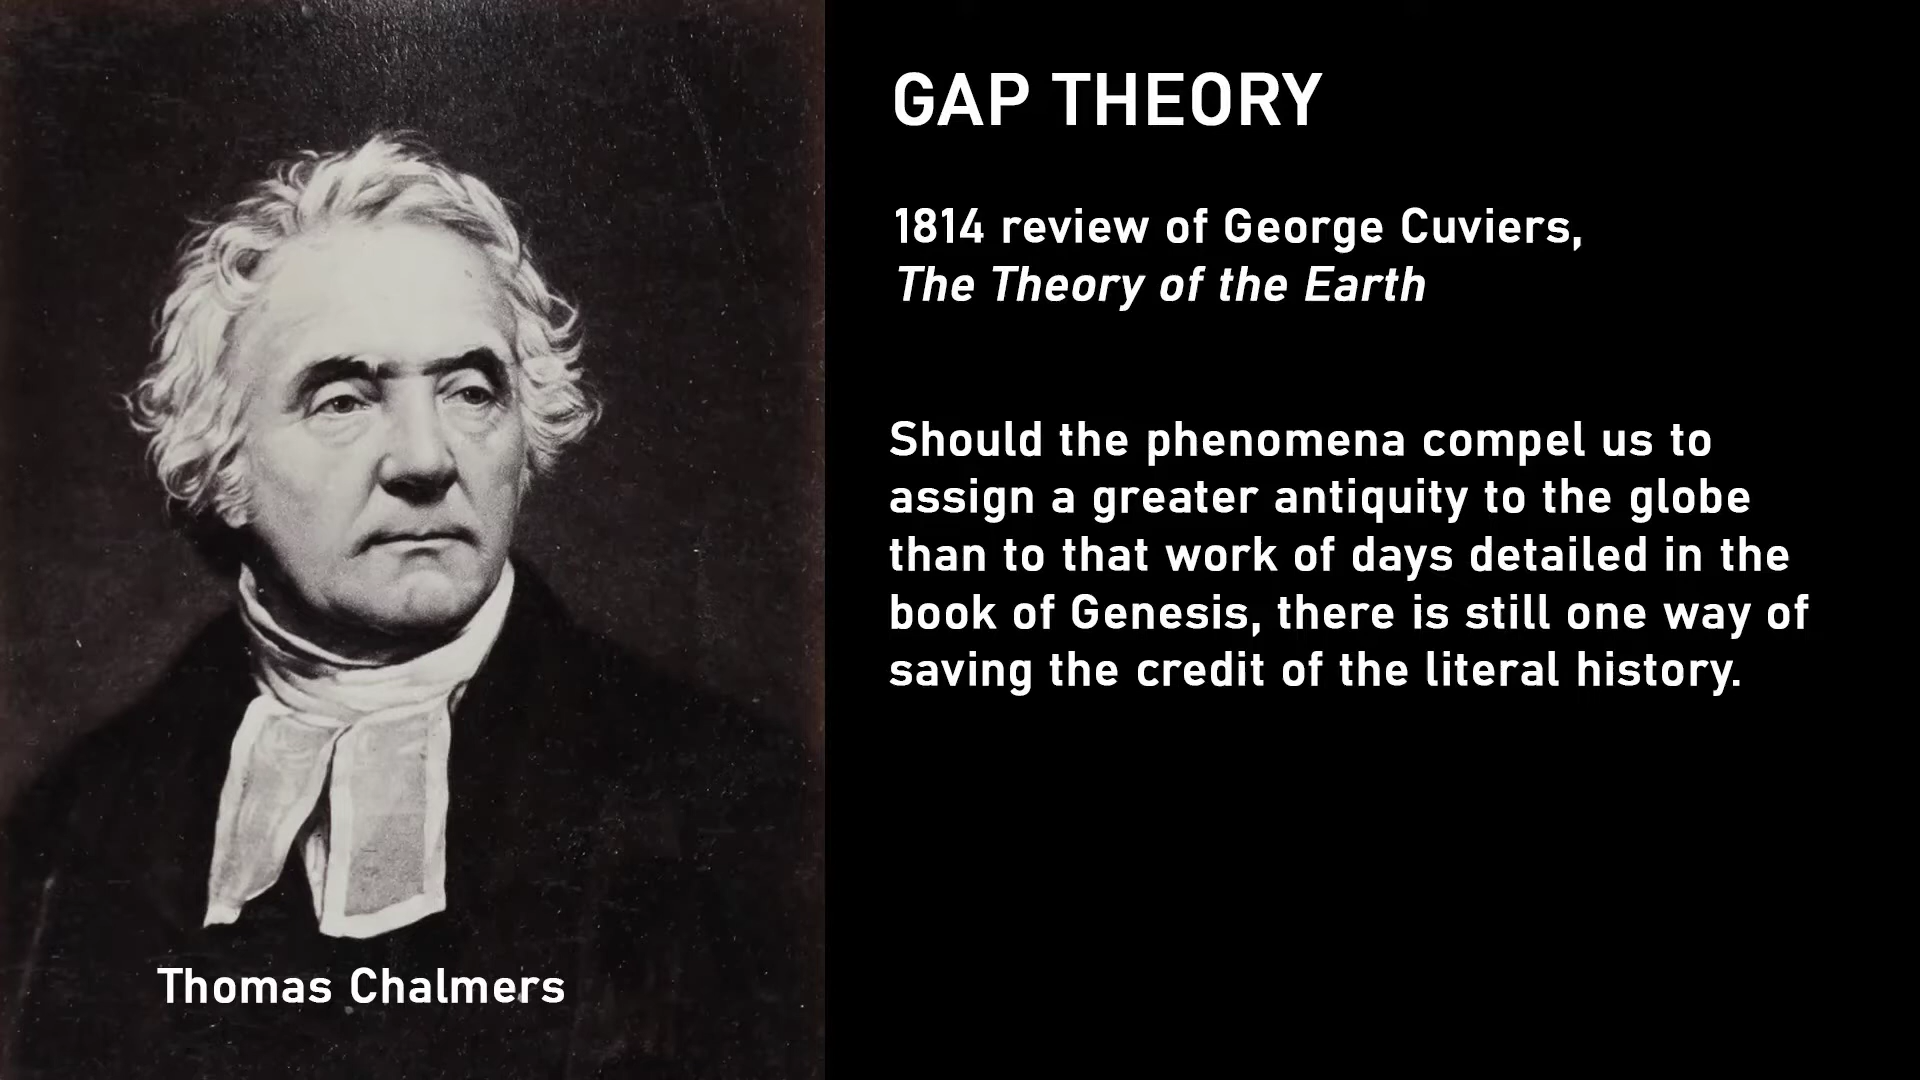 GAP THEORY
1814 review of George Cuviers,
The Theory of the Earth
Should the phenomena compel us to
assign a greater antiquity to the globe
than to that work of days detailed in the
book of Genesis, there is still one way of
saving the credit of the literal history.
Thomas Chalmers